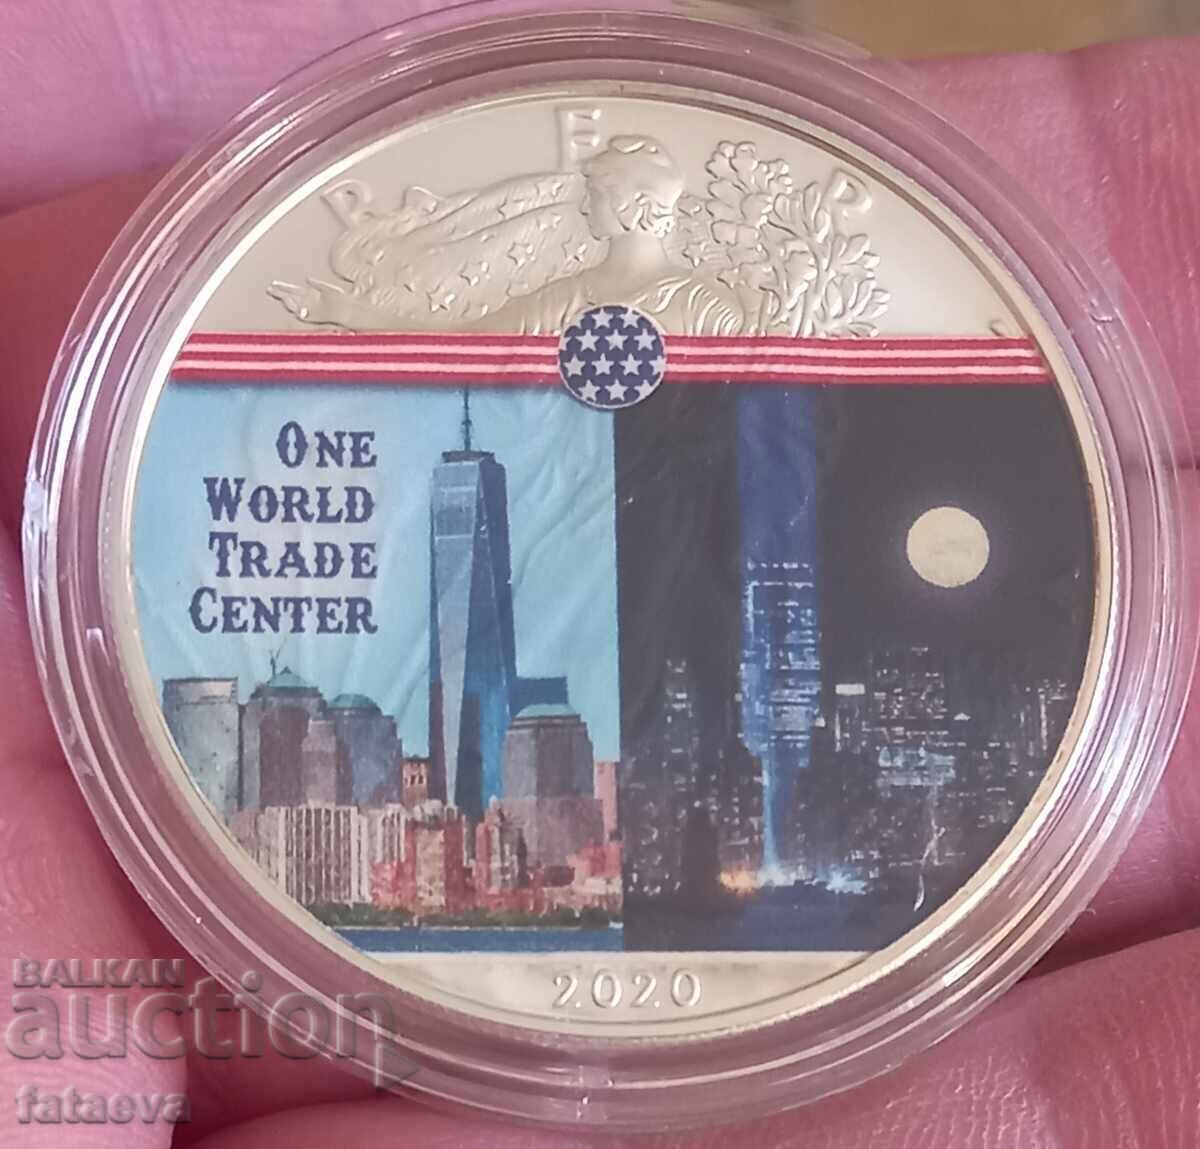 P E P
ONE
WORLD
TRADE
CENTER
2020
BALKAN
auction
fataeva